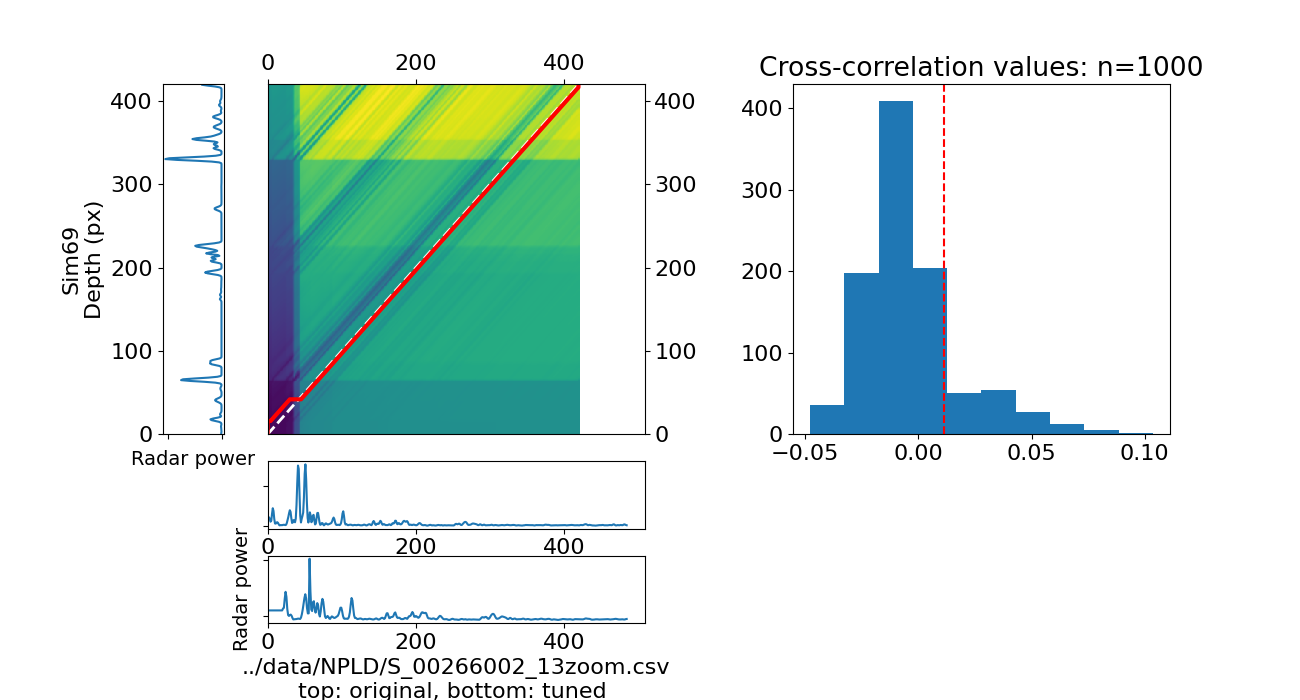 0 200 400
Cross-correlation values: n=1000
400
300
200
100
0
Sim69
Depth (px)
Radar power
400
300
200
100
0
400
300
200
100
0
−0.05 0.00 0.05 0.10
0 200 400
Radar power
0 200 400
../data/NPLD/S_00266002_13zoom.csv
top: original, bottom: tuned